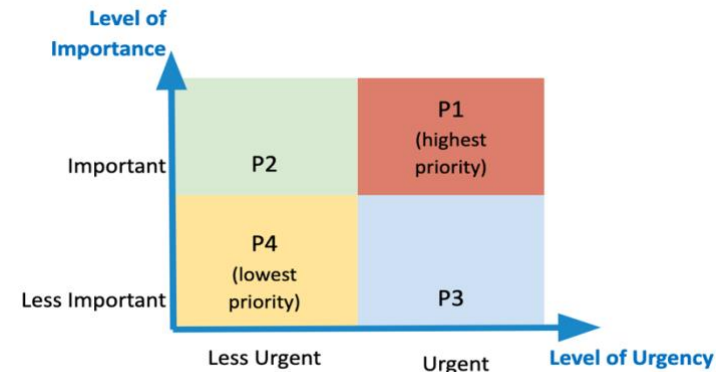 Level of
Importance
P1
(highest
priority)
Important
P2
P4
(lowest
priority)
Less Important
P3
Less Urgent
Urgent
Level of Urgency